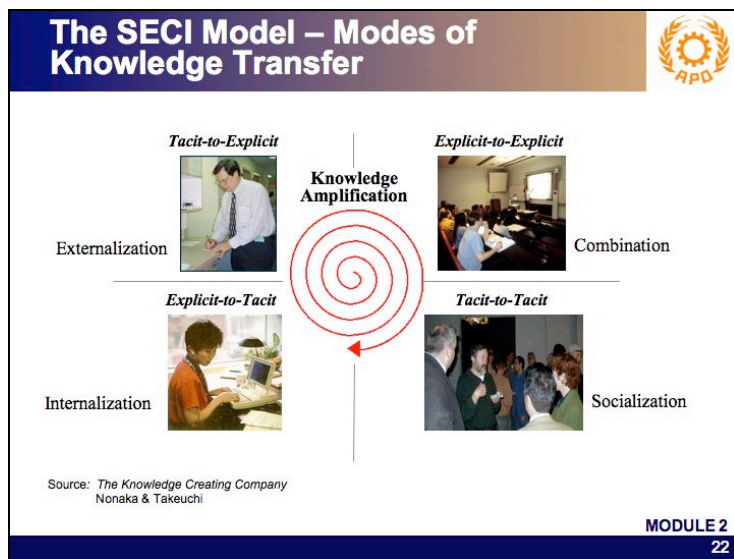 The SECI Model – Modes of
Knowledge Transfer
APO
Tacit-to-Explicit
Explicit-to-Explicit
Knowledge
Amplification
Externalization
Combination
Explicit-to-Tacit
Tacit-to-Tacit
Internalization
Socialization
Source: The Knowledge Creating Company
Nonaka & Takeuchi
MODULE 2
22